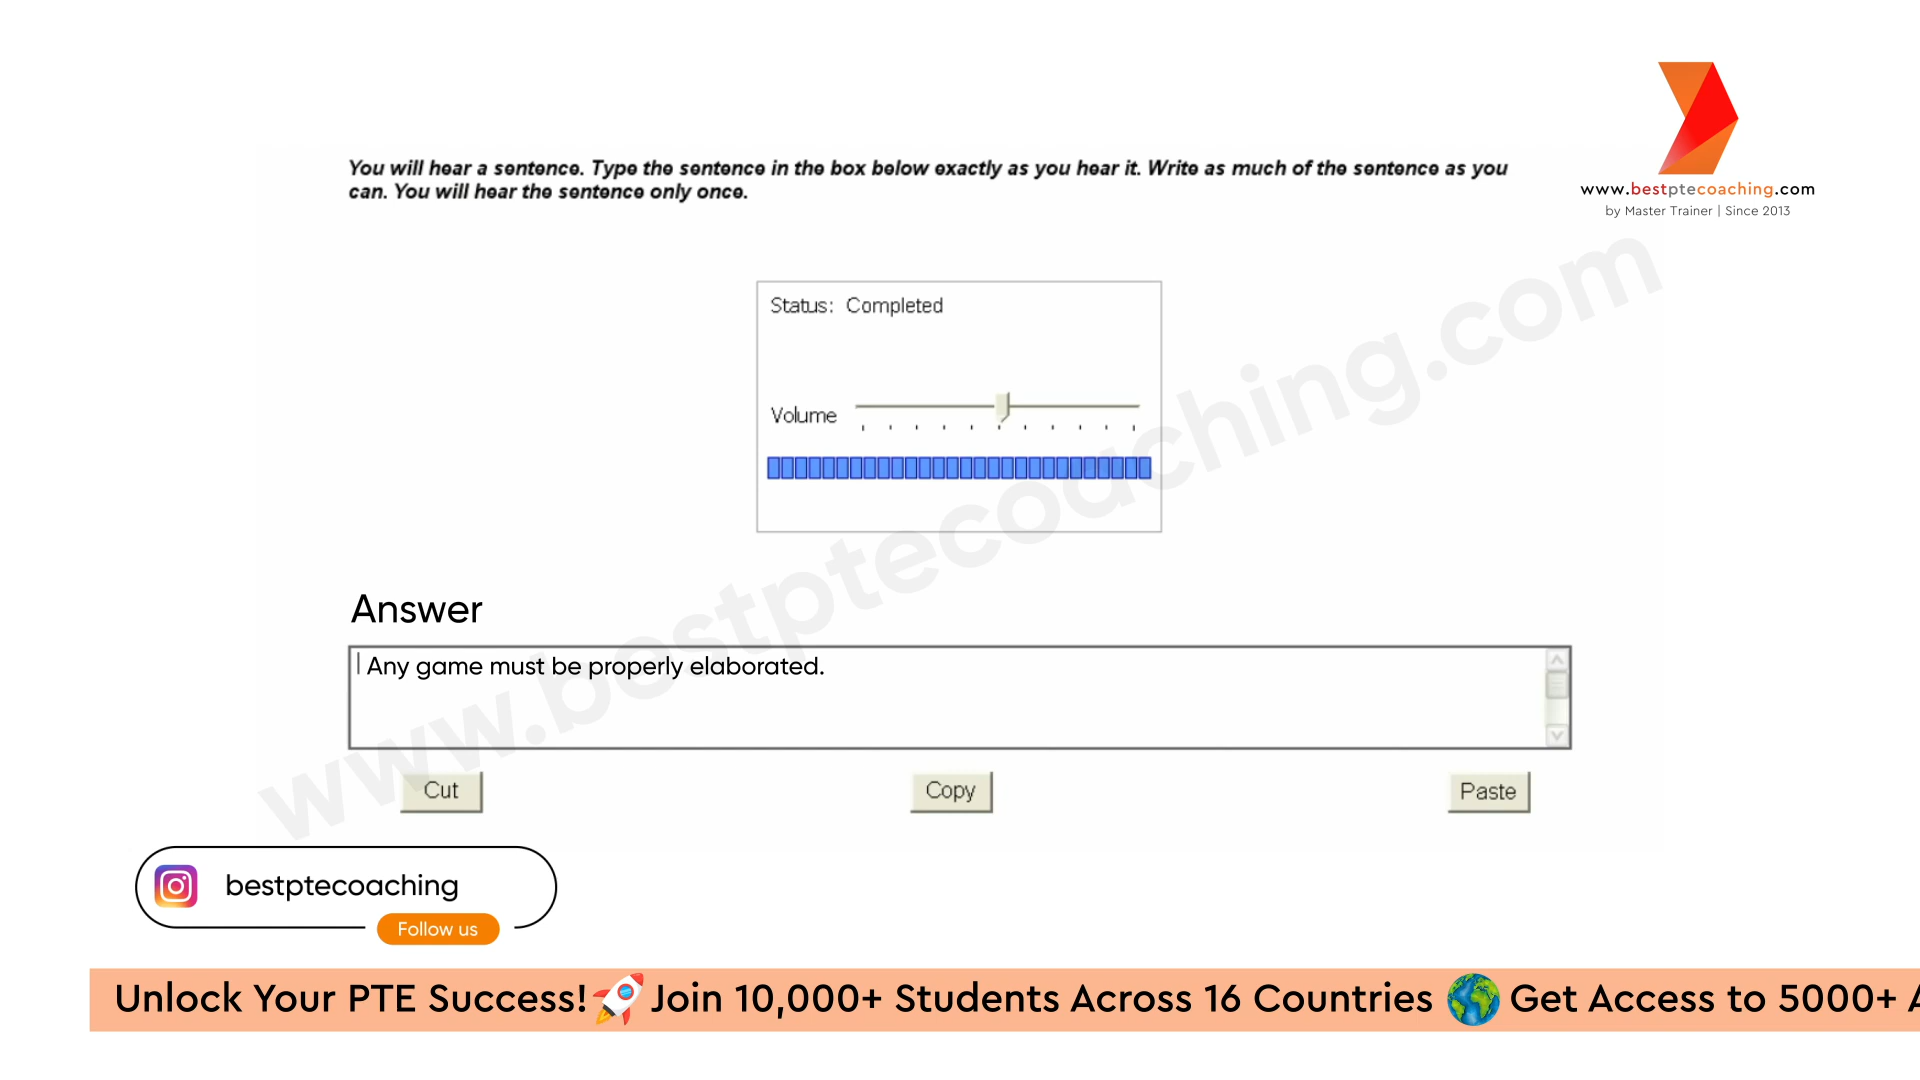 You will hear a sentence. Type the sentence in the box below exactly as you hear it. Write as much of the sentence as you
can. You will hear the sentence only once.
www.bestptecoaching.com
by Master Trainer | Since 2013
Status: Completed
Volume
www.bestptecoaching.com
Answer
Any game must be properly elaborated.
Cut
Copy
Paste
bestptecoaching
Follow us
Unlock Your PTE Success!🚀Join 10,000+ Students Across 16 Countries 🌍 Get Access to 5000+